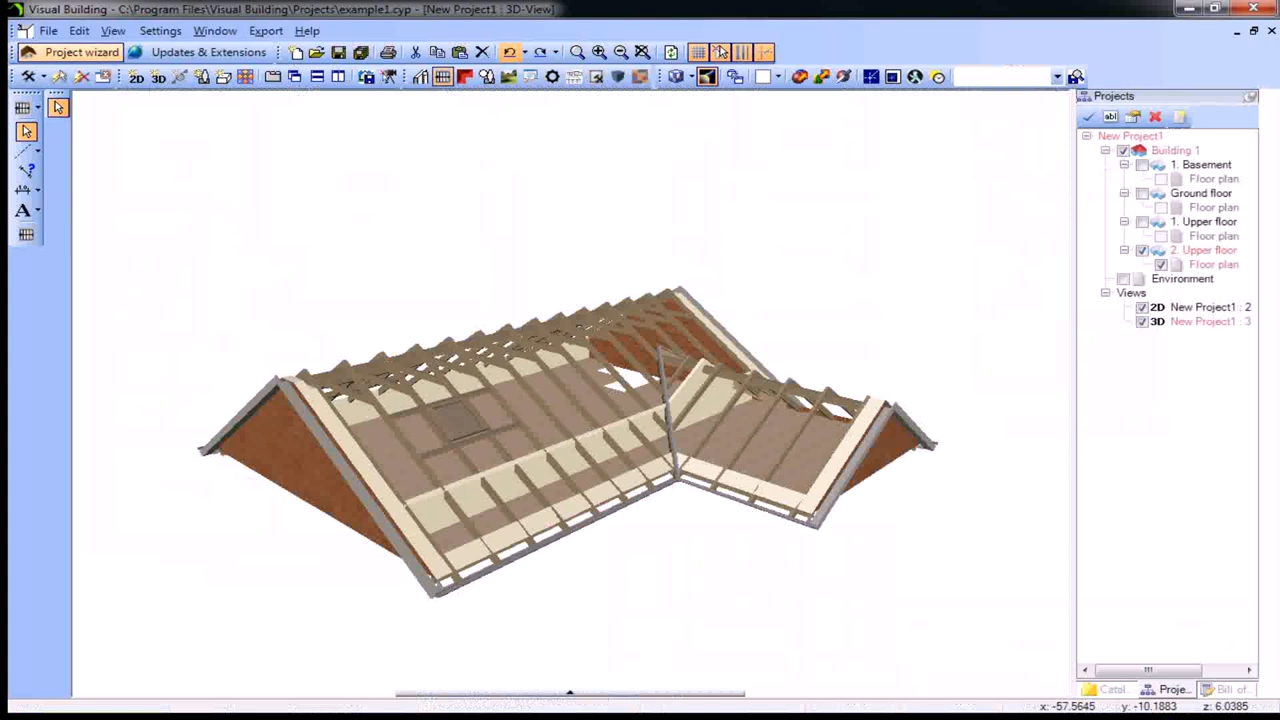 Visual Building - C:\Program Files\Visual Building\Projects\example1.cyp - [New Project1 : 3D-View]
File Edit View Settings Window Export Help
Project wizard Updates & Extensions
2D 3D
Projects
abl
New Project1
Building 1
1. Basement
Floor plan
Ground floor
Floor plan
1. Upper floor
Floor plan
2. Upper floor
Floor plan
Environment
Views
2D New Project1 : 2
3D New Project1 : 3
A
Catal... Proje... Bill of...
x: -57.5645 y: -10.1883 z: 6.0385